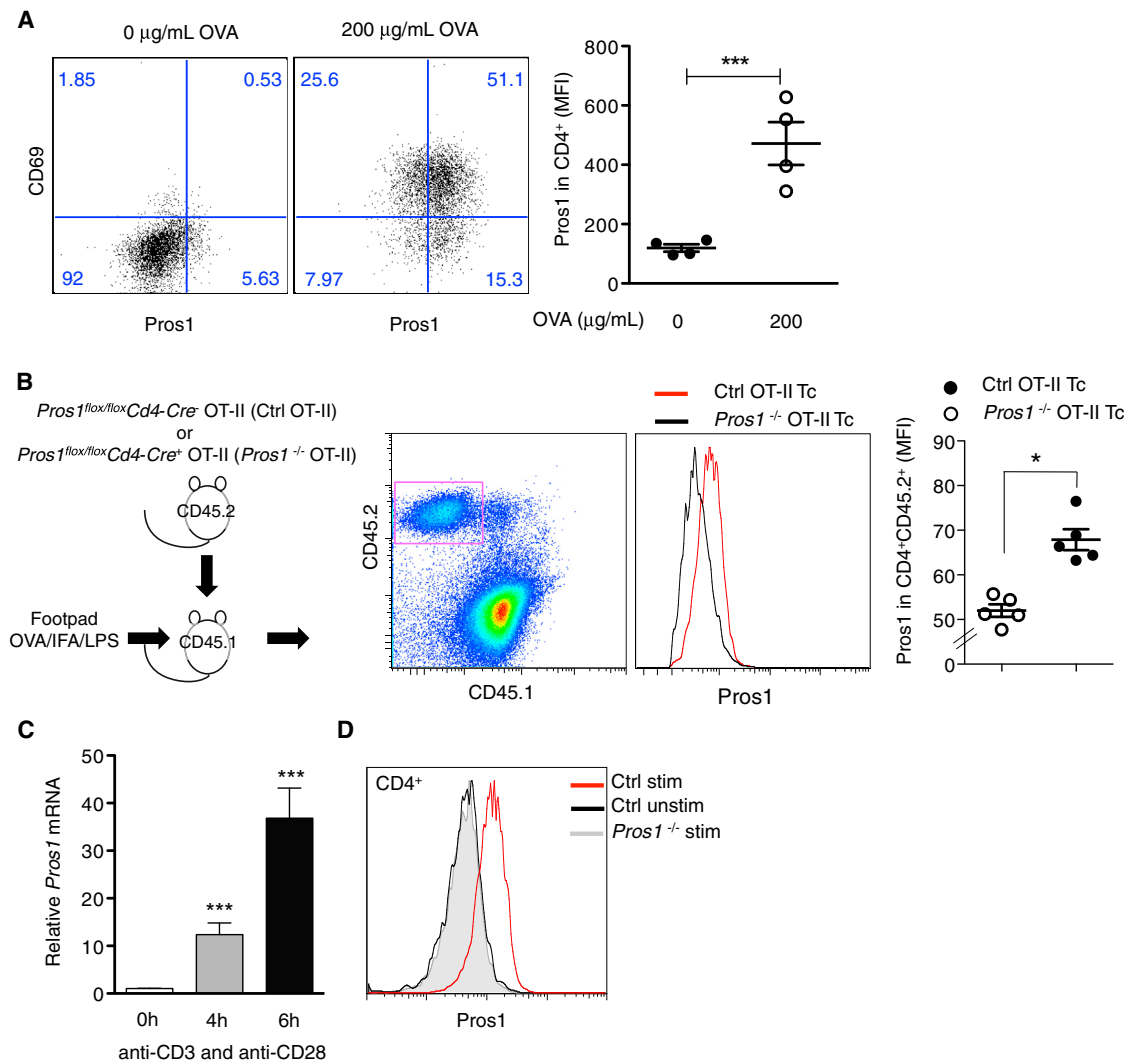 A
0 µg/mL OVA
200 µg/mL OVA
1.85
0.53
92
5.63
CD69
Pros1
25.6
51.1
7.97
15.3
Pros1
Pros1 in CD4⁺ (MFI)
800
600
400
200
0
***
OVA (µg/mL)
0
200
B
Pros1flox/floxCd4-Cre⁻ OT-II (Ctrl OT-II)
or
Pros1flox/floxCd4-Cre⁺ OT-II (Pros1 -/- OT-II)
CD45.2
Footpad
OVA/IFA/LPS
CD45.1
CD45.2
CD45.1
Ctrl OT-II Tc
Pros1 -/- OT-II Tc
Pros1
Ctrl OT-II Tc
Pros1 -/- OT-II Tc
Pros1 in CD4⁺CD45.2⁺ (MFI)
90
80
70
60
50
0
*
C
Relative Pros1 mRNA
50
40
30
20
10
0
***
***
0h
4h
6h
anti-CD3 and anti-CD28
D
CD4⁺
Ctrl stim
Ctrl unstim
Pros1 -/- stim
Pros1